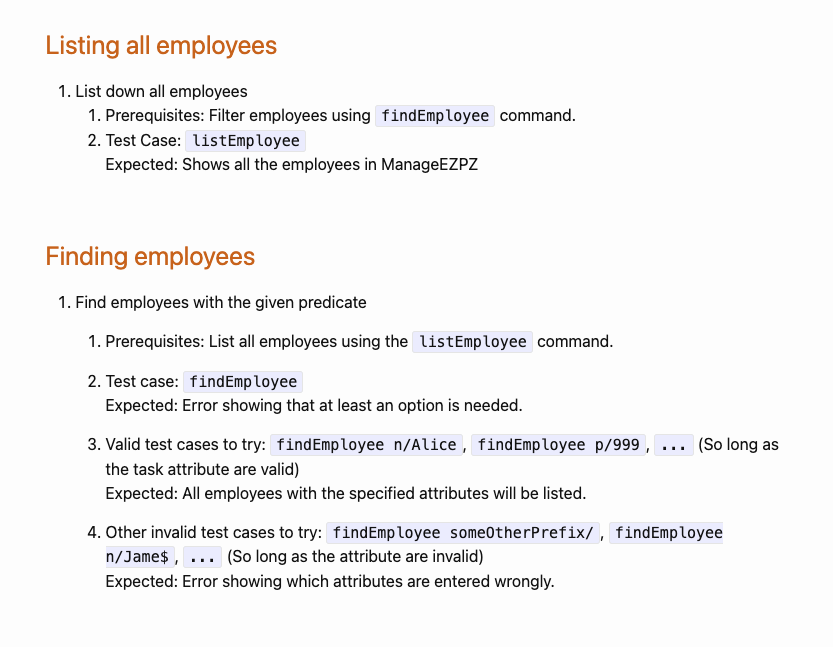 Listing all employees
1. List down all employees
1. Prerequisites: Filter employees using findEmployee command.
2. Test Case: listEmployee
Expected: Shows all the employees in ManageEZPZ
Finding employees
1. Find employees with the given predicate
1. Prerequisites: List all employees using the listEmployee command.
2. Test case: findEmployee
Expected: Error showing that at least an option is needed.
3. Valid test cases to try: findEmployee n/Alice, findEmployee p/999, ... (So long as
the task attribute are valid)
Expected: All employees with the specified attributes will be listed.
4. Other invalid test cases to try: findEmployee someOtherPrefix/, findEmployee
n/Jame$, ... (So long as the attribute are invalid)
Expected: Error showing which attributes are entered wrongly.